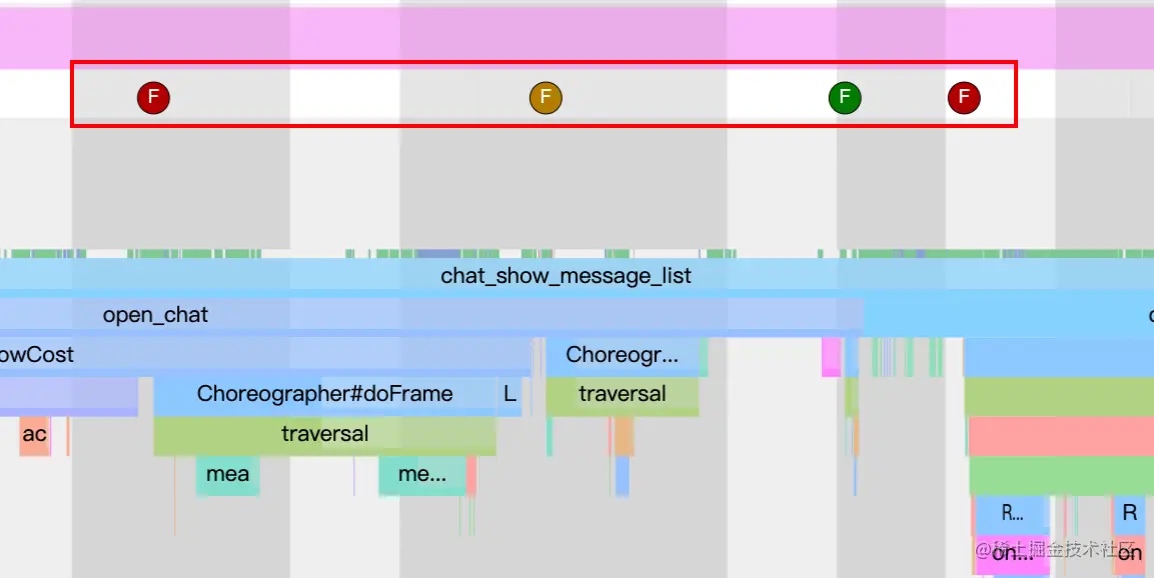 F F F F
chat_show_message_list
open_chat
owCost Choreogr...
Choreographer#doFrame L traversal
ac traversal
mea me...
R... R
@稀土掘金技术社区
on... on